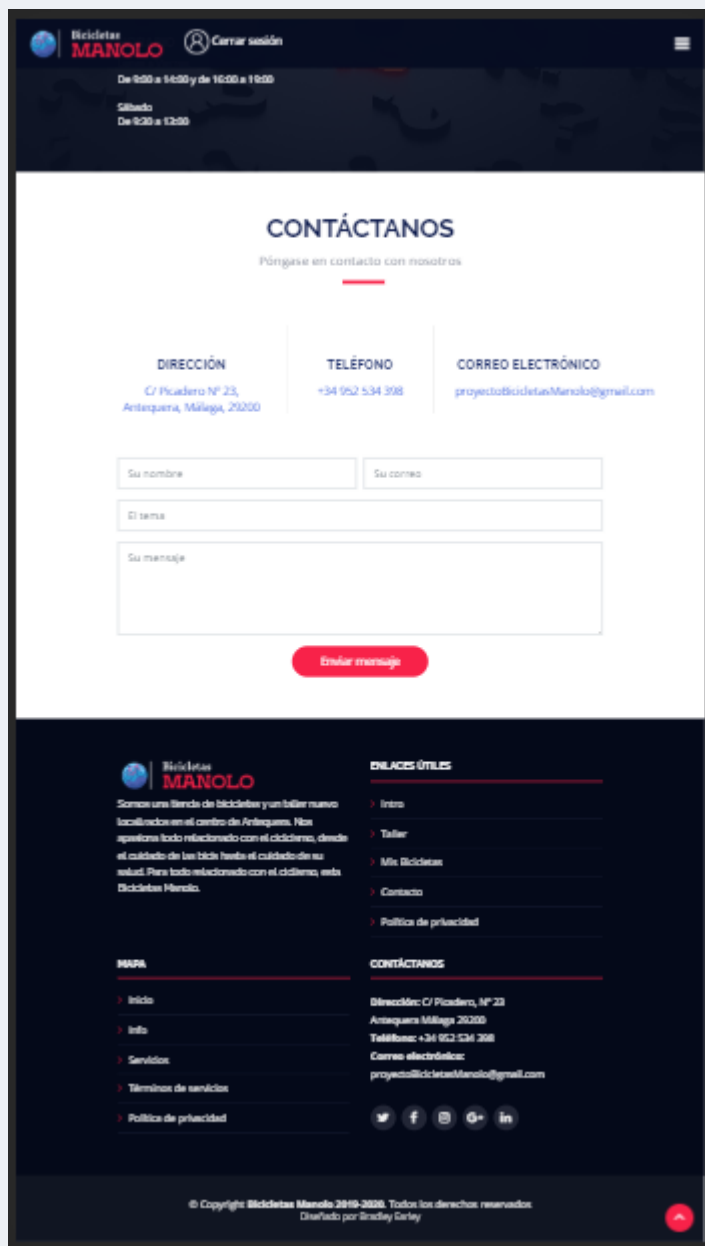 Bicicletas
MANOLO
Cerrar sesión
De 9:00 a 14:00 y de 16:00 a 19:00
Sábado
De 9:30 a 13:00
CONTÁCTANOS
Póngase en contacto con nosotros
DIRECCIÓN
C/ Picadero Nº 23,
Antequera, Málaga, 29200
TELÉFONO
+34 952 534 398
CORREO ELECTRÓNICO
proyectoBicicletasManolo@gmail.com
Su nombre
Su correo
El tema
Su mensaje
Enviar mensaje
Bicicletas
MANOLO
Somos una tienda de bicicletas y un taller nuevo
localizados en el centro de Antequera. Nos
apasiona todo relacionado con el ciclismo, desde
el cuidado de las bicis hasta el cuidado de su
salud. Para todo relacionado con el ciclismo, esta
Bicicletas Manolo.
ENLACES ÚTILES
Intro
Taller
Mis Bicicletas
Contacto
Política de privacidad
MAPA
Inicio
Info
Servicios
Términos de servicios
Política de privacidad
CONTÁCTANOS
Dirección: C/ Picadero, Nº 23
Antequera Málaga 29200
Teléfono: +34 952 534 398
Correo electrónico:
proyectoBicicletasManolo@gmail.com
© Copyright Bicicletas Manolo 2019-2020. Todos los derechos reservados
Diseñado por Bradley Earley